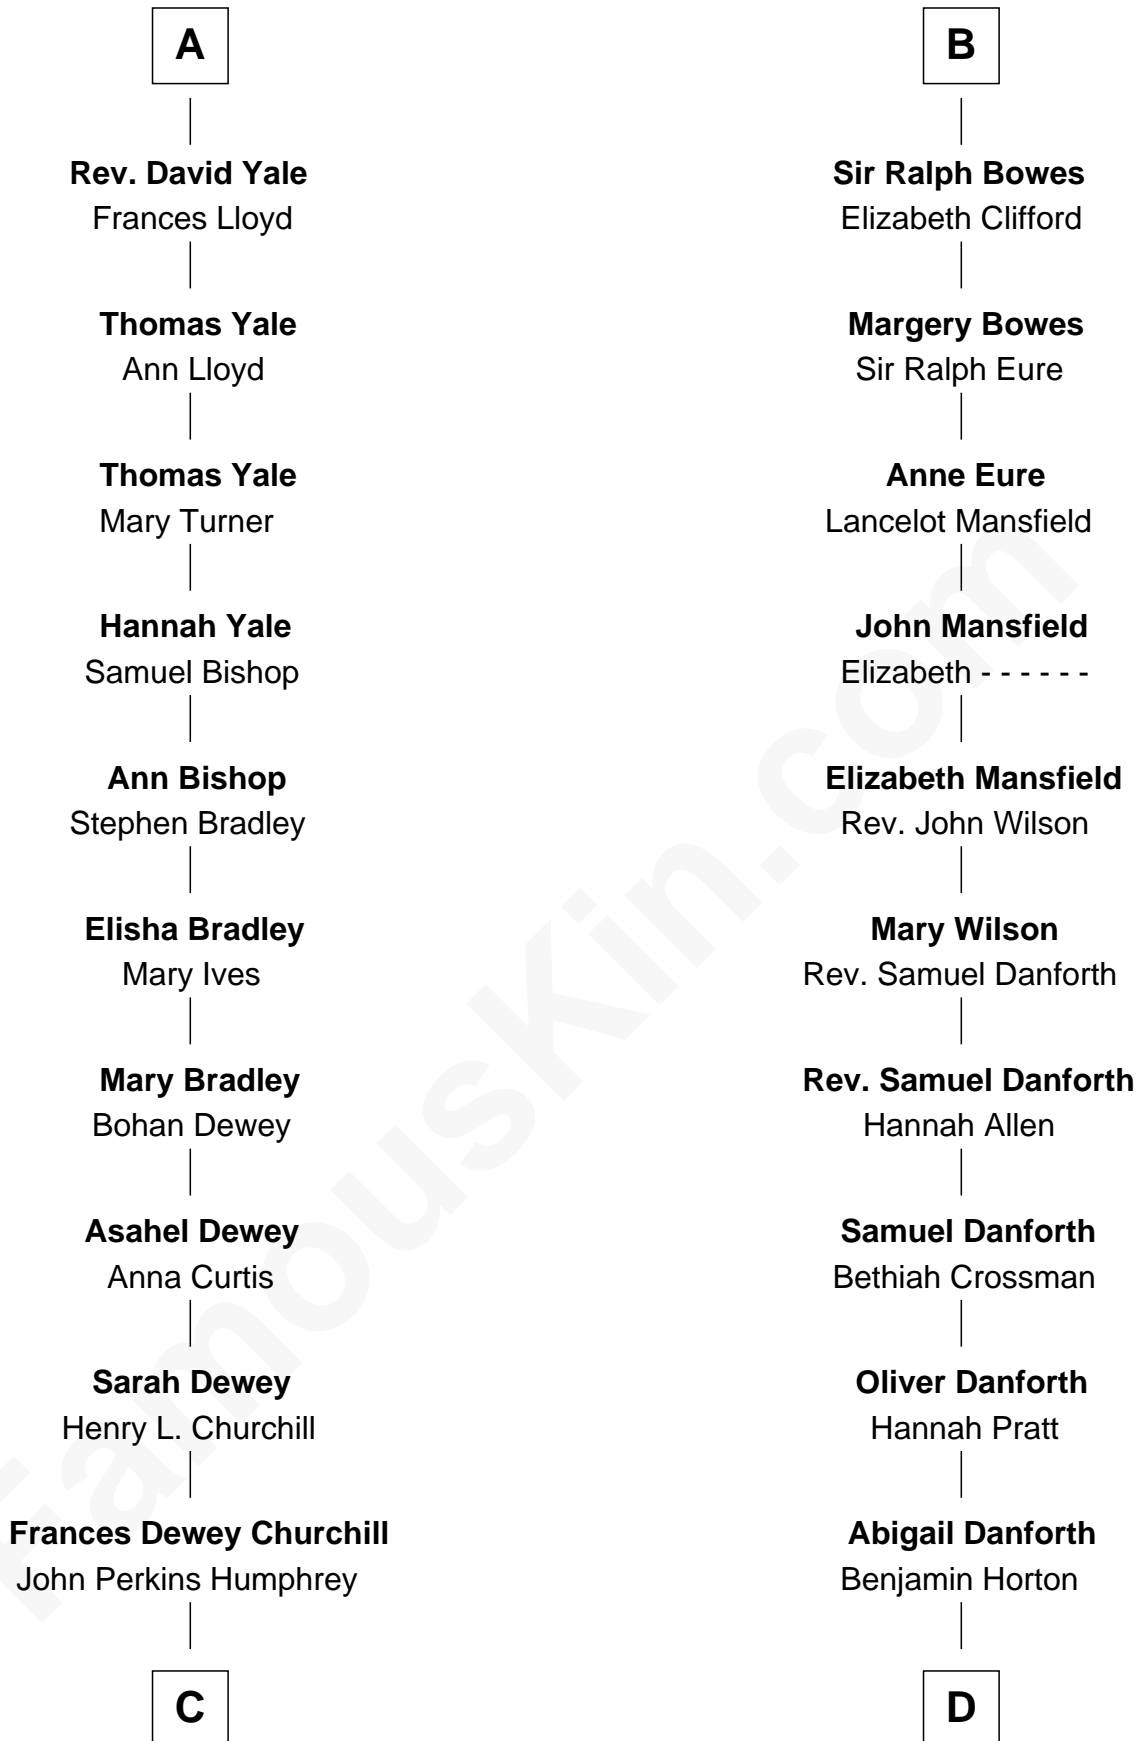 A
Rev. David Yale
Frances Lloyd
Thomas Yale
Ann Lloyd
Thomas Yale
Mary Turner
Hannah Yale
Samuel Bishop
Ann Bishop
Stephen Bradley
Elisha Bradley
Mary Ives
Mary Bradley
Bohan Dewey
Asahel Dewey
Anna Curtis
Sarah Dewey
Henry L. Churchill
Frances Dewey Churchill
John Perkins Humphrey
C
B
Sir Ralph Bowes
Elizabeth Clifford
Margery Bowes
Sir Ralph Eure
Anne Eure
Lancelot Mansfield
John Mansfield
Elizabeth - - - - - -
Elizabeth Mansfield
Rev. John Wilson
Mary Wilson
Rev. Samuel Danforth
Rev. Samuel Danforth
Hannah Allen
Samuel Danforth
Bethiah Crossman
Oliver Danforth
Hannah Pratt
Abigail Danforth
Benjamin Horton
D
FamousKin.com